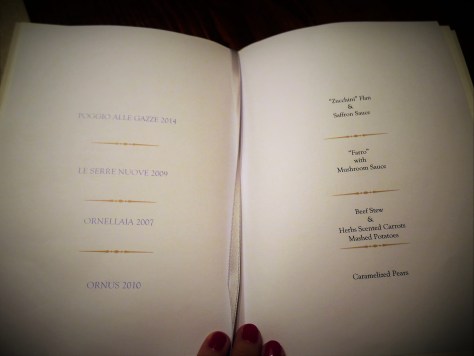 POGGIO ALLE GAZZE 2014
LE SERRE NUOVE 2009
ORNELLAIA 2007
ORNUS 2010
"Zucchini" Flan
&
Saffron Sauce
"Farro"
with
Mushroom Sauce
Beef Stew
&
Herbs Scented Carrots
Mashed Potatoes
Caramelized Pears